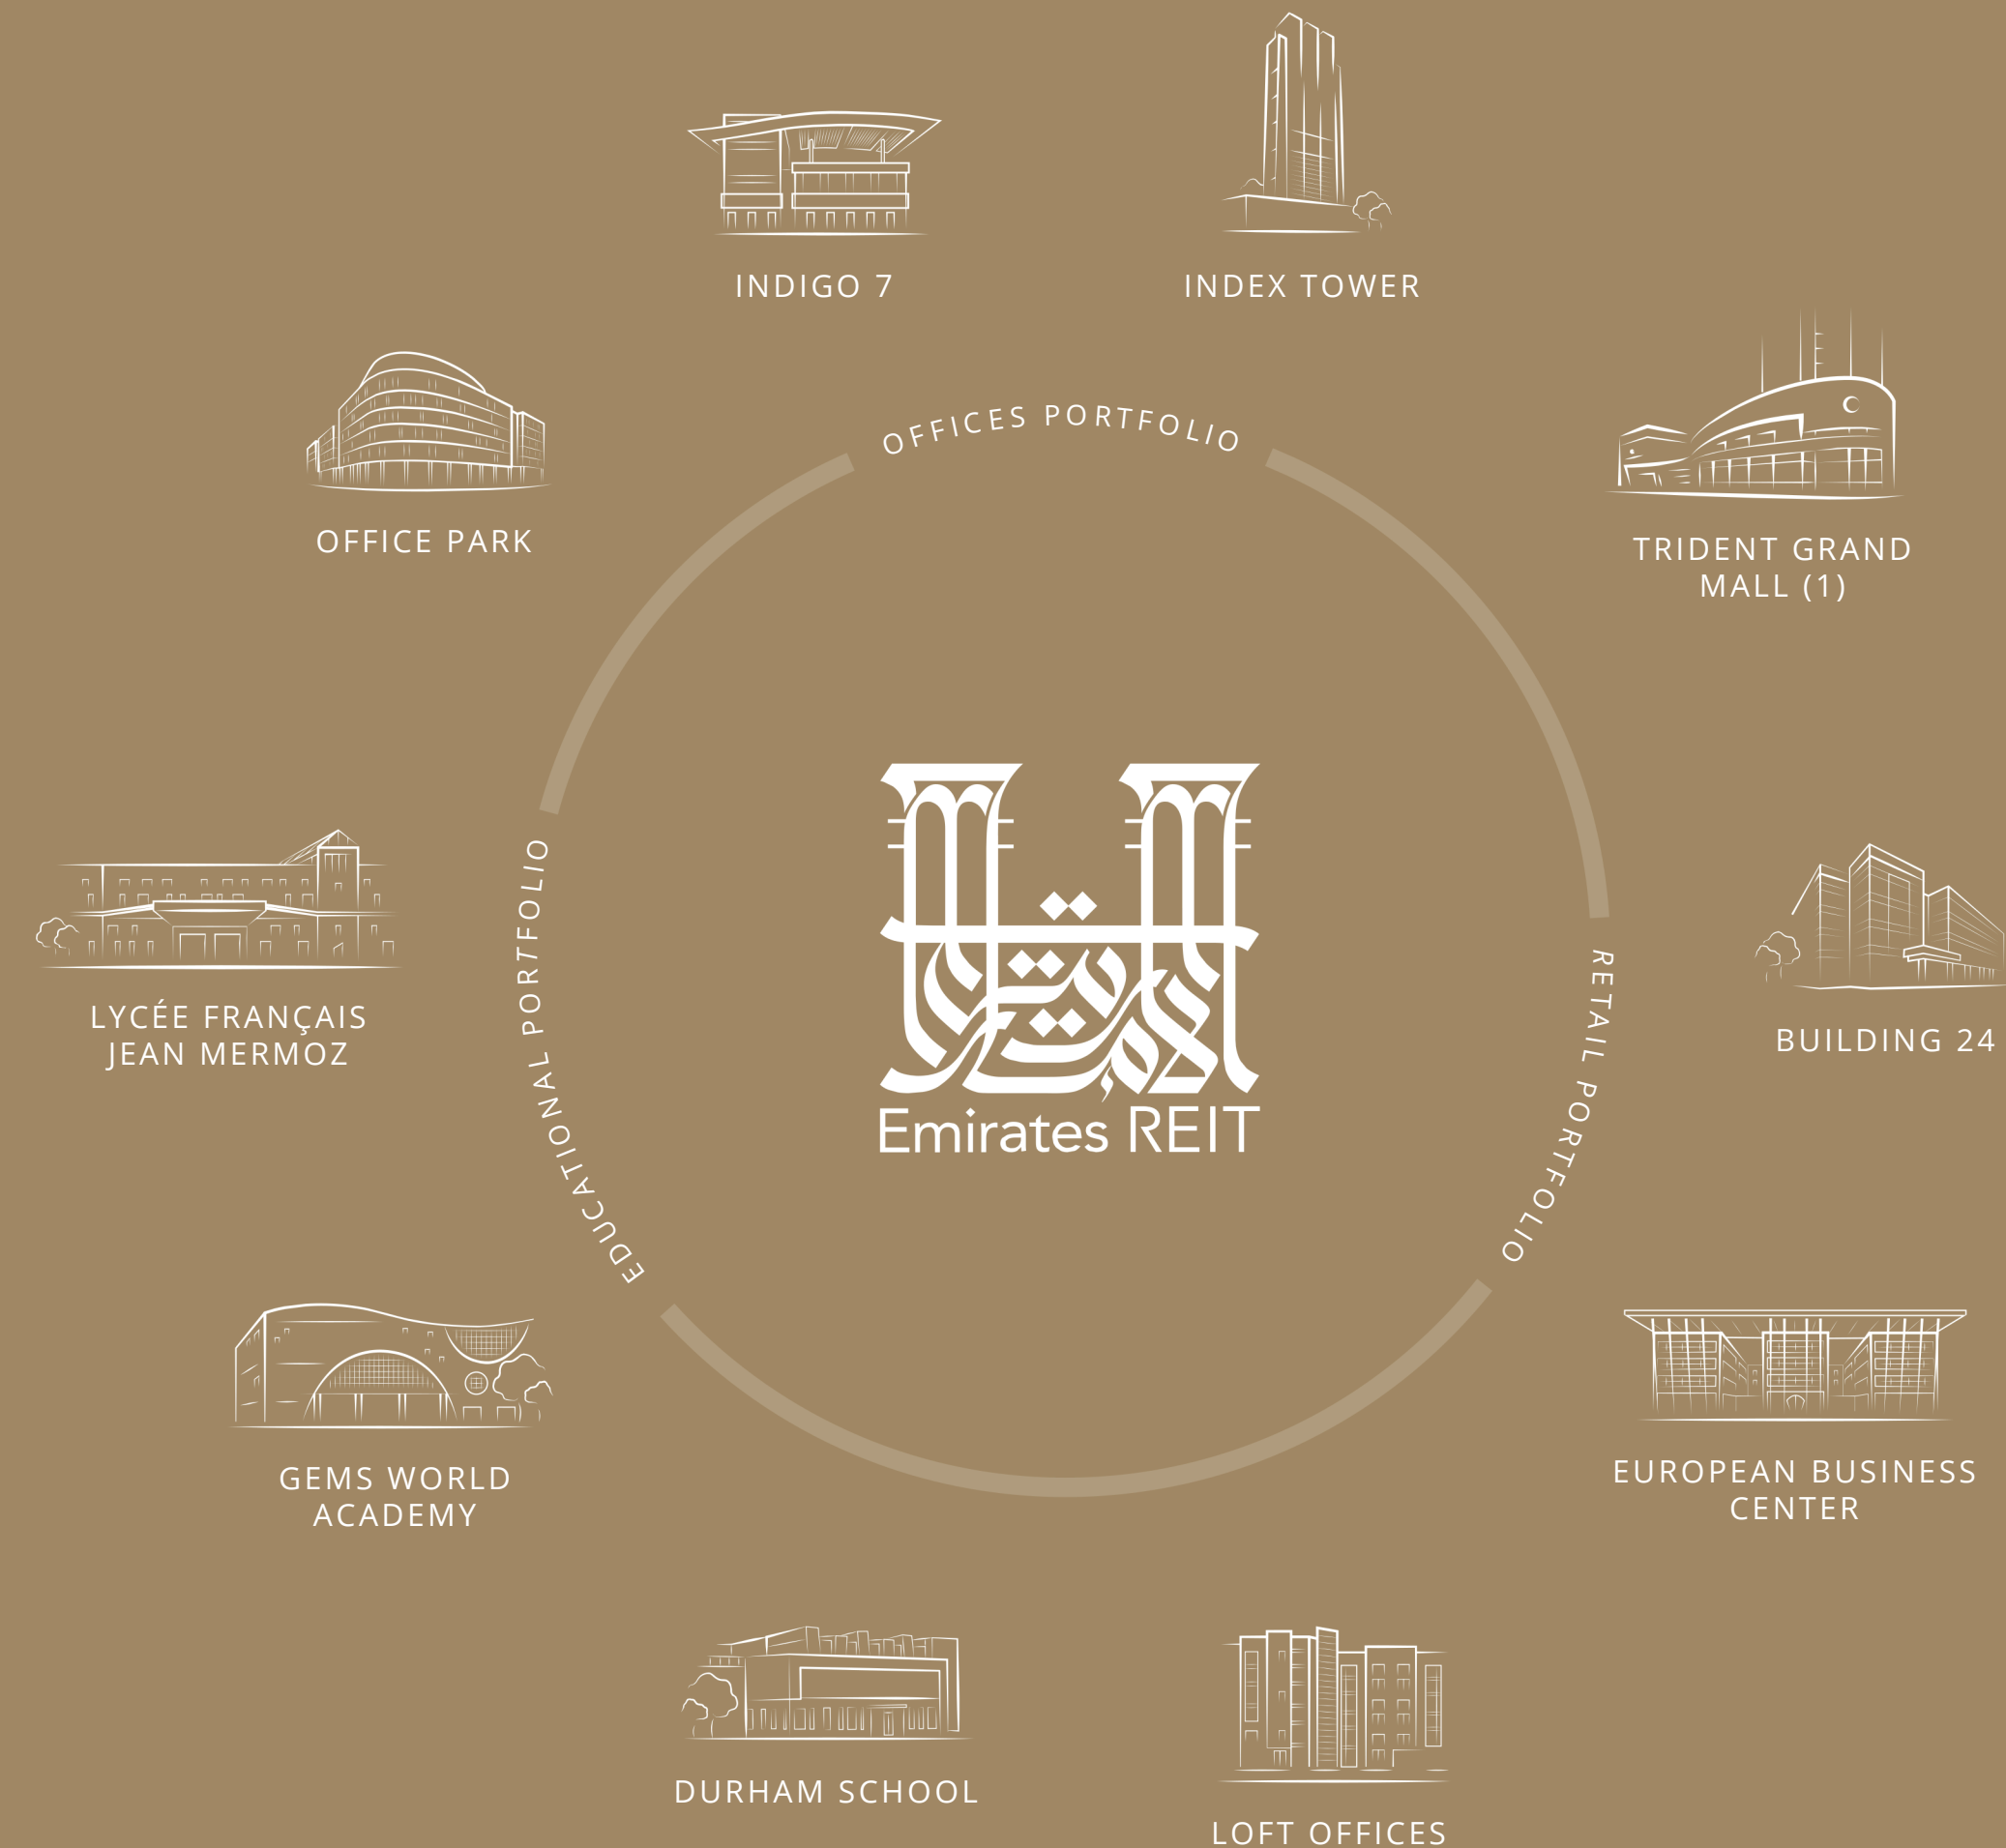 INDIGO 7
INDEX TOWER
OFFICES PORTFOLIO
OFFICE PARK
TRIDENT GRAND
MALL (1)
EDUCATIONAL PORTFOLIO
RETAIL PORTFOLIO
LYCÉE FRANÇAIS
JEAN MERMOZ
BUILDING 24
Emirates REIT
GEMS WORLD
ACADEMY
EUROPEAN BUSINESS
CENTER
DURHAM SCHOOL
LOFT OFFICES